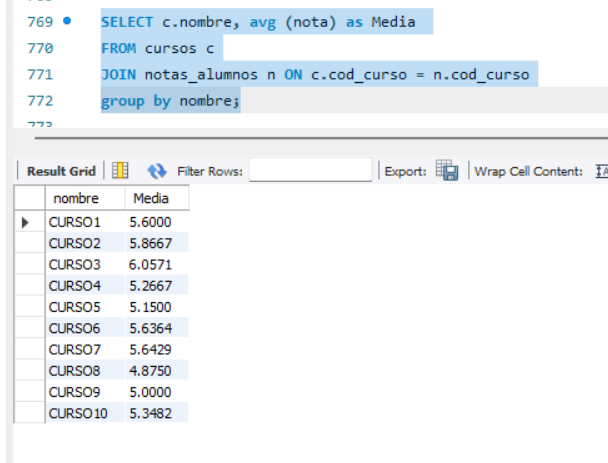 769 SELECT c.nombre, avg (nota) as Media
770 FROM cursos c
771 JOIN notas_alumnos n ON c.cod_curso = n.cod_curso
772 group by nombre;
773
Result Grid Filter Rows: Export: Wrap Cell Content:
nombre Media
CURSO1 5.6000
CURSO2 5.8667
CURSO3 6.0571
CURSO4 5.2667
CURSO5 5.1500
CURSO6 5.6364
CURSO7 5.6429
CURSO8 4.8750
CURSO9 5.0000
CURSO10 5.3482